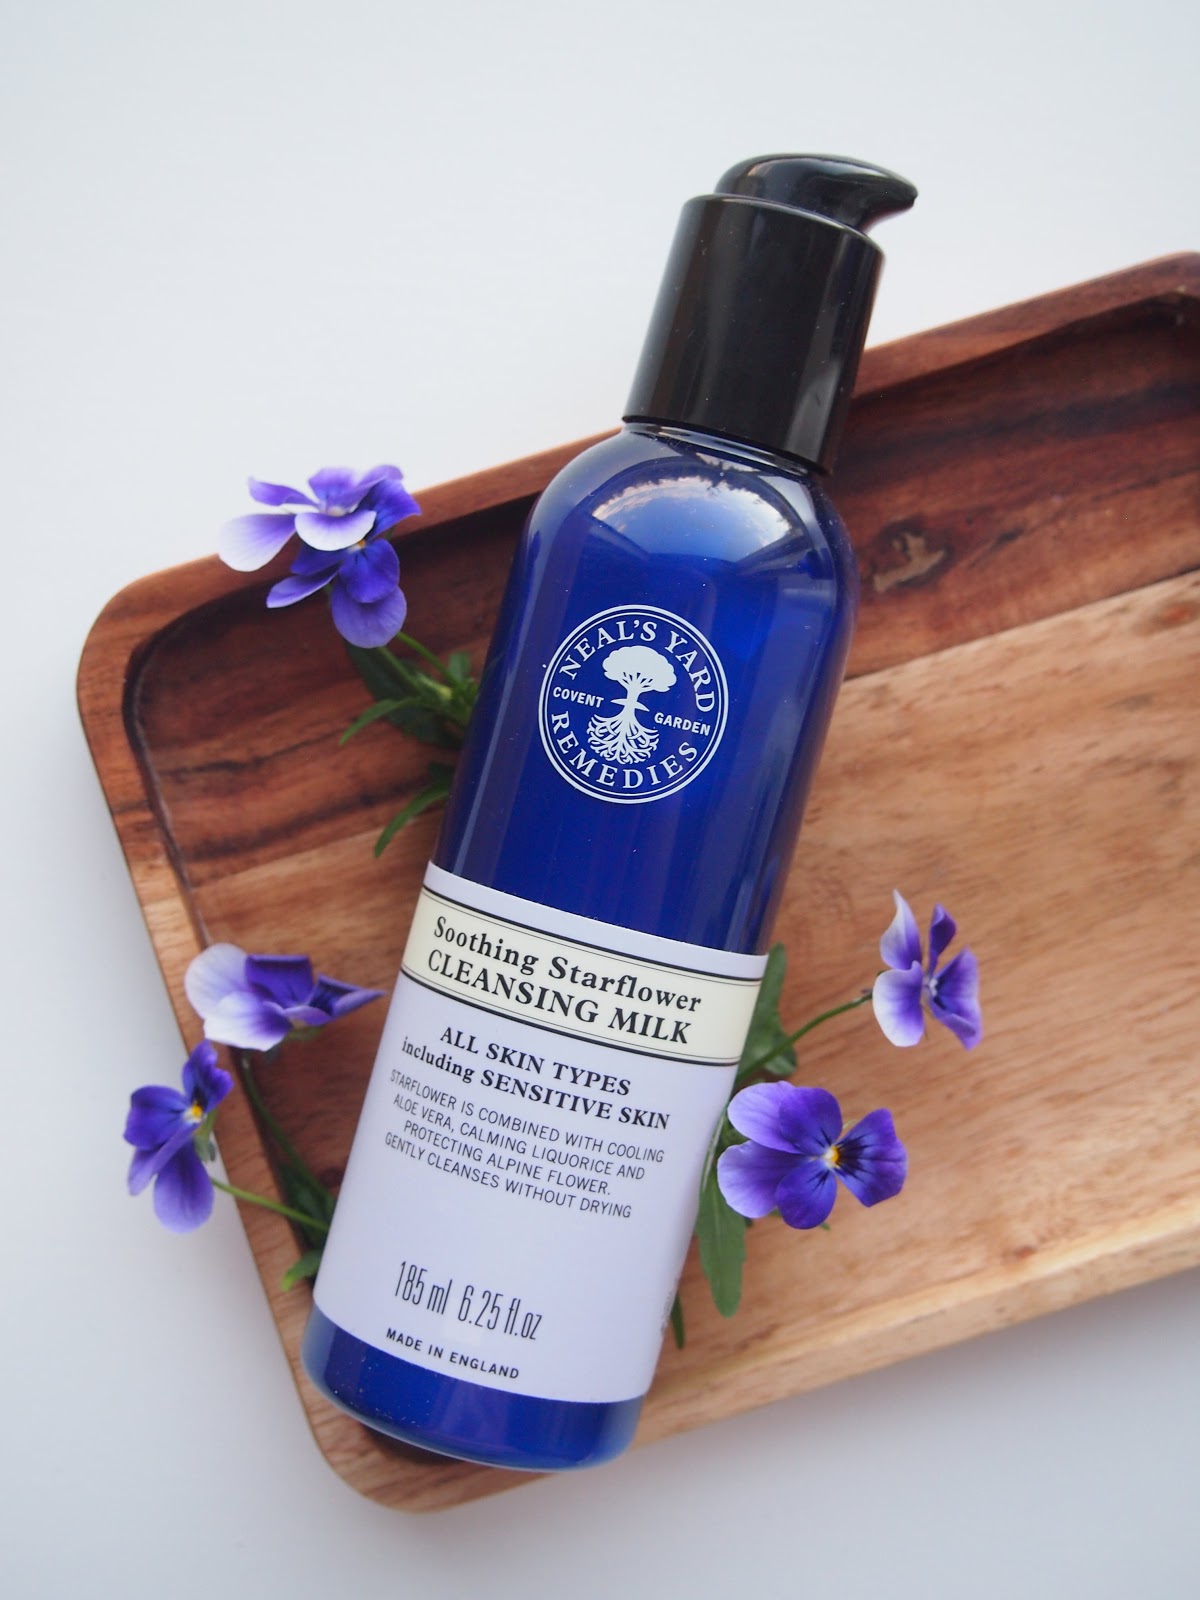 NEAL'S YARD
COVENT GARDEN
REMEDIES
Soothing Starflower
CLEANSING MILK
ALL SKIN TYPES
including SENSITIVE SKIN
STARFLOWER IS COMBINED WITH COOLING
ALOE VERA, CALMING LIQUORICE AND
PROTECTING ALPINE FLOWER.
GENTLY CLEANSES WITHOUT DRYING
185 ml 6.25 fl.oz
MADE IN ENGLAND